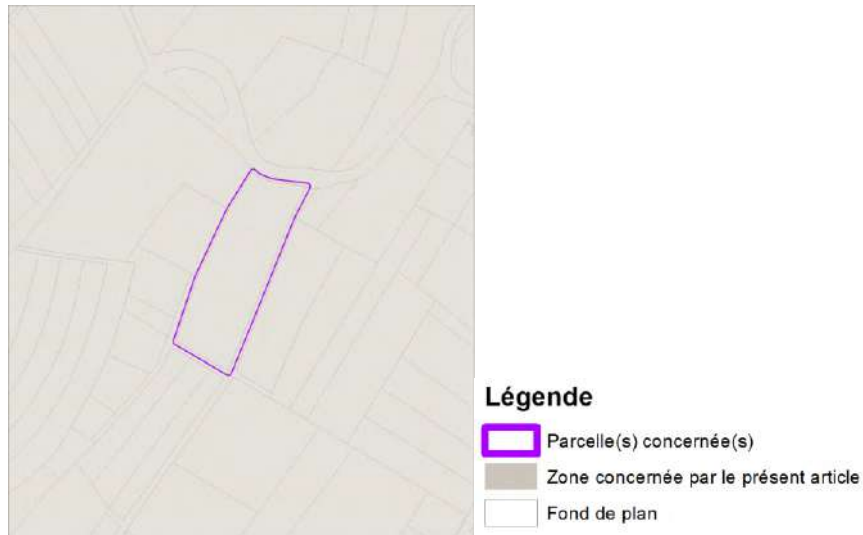 Légende
Parcelle(s) concernée(s)
Zone concernée par le présent article
Fond de plan